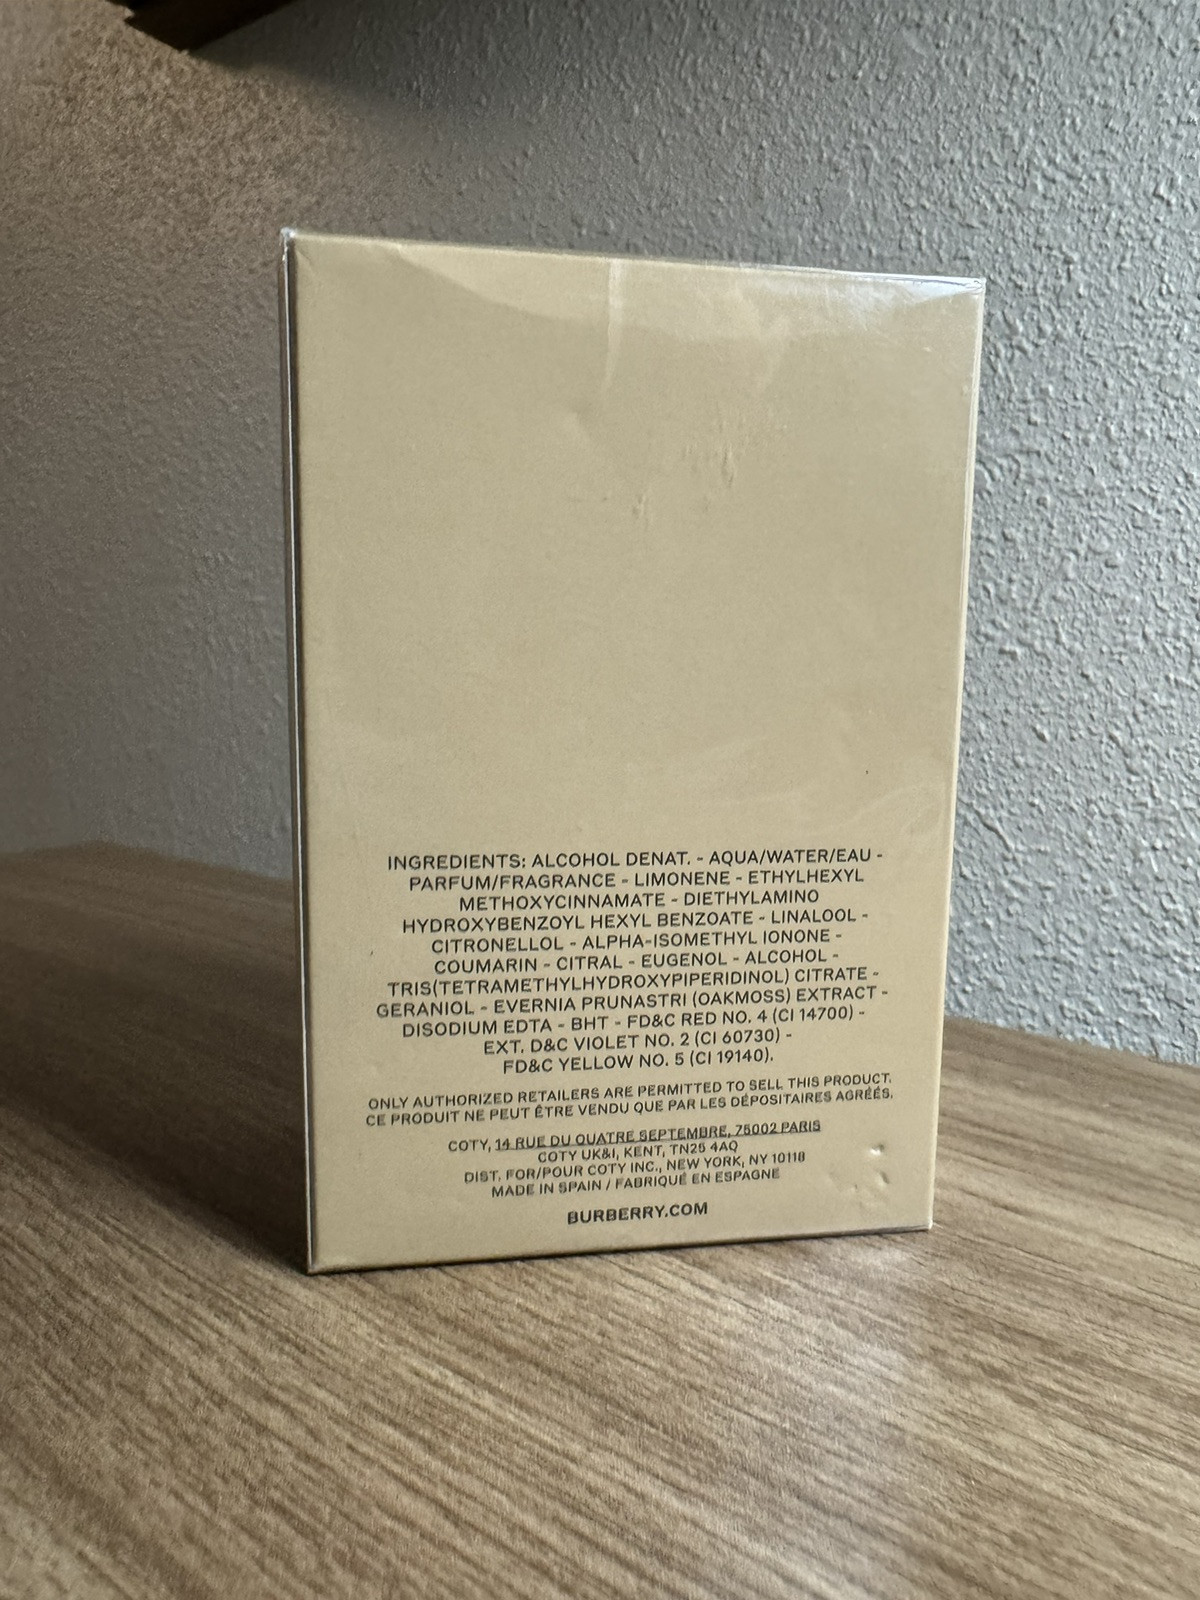 INGREDIENTS: ALCOHOL DENAT. - AQUA/WATER/EAU -
PARFUM/FRAGRANCE - LIMONENE - ETHYLHEXYL
METHOXYCINNAMATE - DIETHYLAMINO
HYDROXYBENZOYL HEXYL BENZOATE - LINALOOL -
CITRONELLOL - ALPHA-ISOMETHYL IONONE -
COUMARIN - CITRAL - EUGENOL - ALCOHOL -
TRIS(TETRAMETHYLHYDROXYPIPERIDINOL) CITRATE -
GERANIOL - EVERNIA PRUNASTRI (OAKMOSS) EXTRACT -
DISODIUM EDTA - BHT - FD&C RED NO. 4 (CI 14700) -
EXT. D&C VIOLET NO. 2 (CI 60730) -
FD&C YELLOW NO. 5 (CI 19140).
ONLY AUTHORIZED RETAILERS ARE PERMITTED TO SELL THIS PRODUCT.
CE PRODUIT NE PEUT ÊTRE VENDU QUE PAR LES DÉPOSITAIRES AGRÉÉS.
COTY, 14 RUE DU QUATRE SEPTEMBRE, 75002 PARIS
COTY UK&I, KENT, TN25 4AQ
DIST. FOR/POUR COTY INC., NEW YORK, NY 10118
MADE IN SPAIN / FABRIQUÉ EN ESPAGNE
BURBERRY.COM